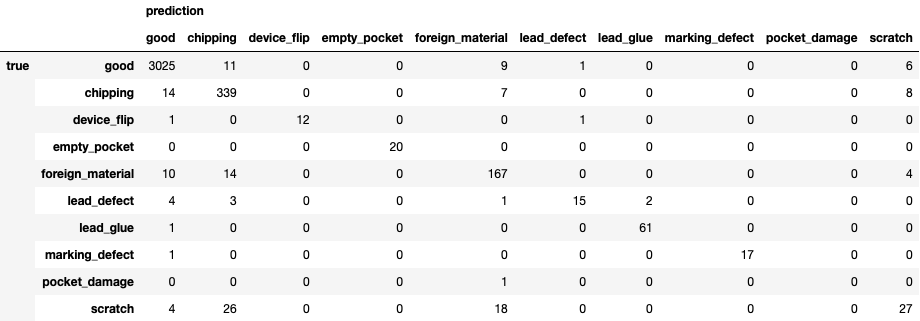 prediction
good chipping device_flip empty_pocket foreign_material lead_defect lead_glue marking_defect pocket_damage scratch
true good 3025 11 0 0 9 1 0 0 0 6
chipping 14 339 0 0 7 0 0 0 0 8
device_flip 1 0 12 0 0 1 0 0 0 0
empty_pocket 0 0 0 20 0 0 0 0 0 0
foreign_material 10 14 0 0 167 0 0 0 0 4
lead_defect 4 3 0 0 1 15 2 0 0 0
lead_glue 1 0 0 0 0 0 61 0 0 0
marking_defect 1 0 0 0 0 0 0 17 0 0
pocket_damage 0 0 0 0 1 0 0 0 0 0
scratch 4 26 0 0 18 0 0 0 0 27